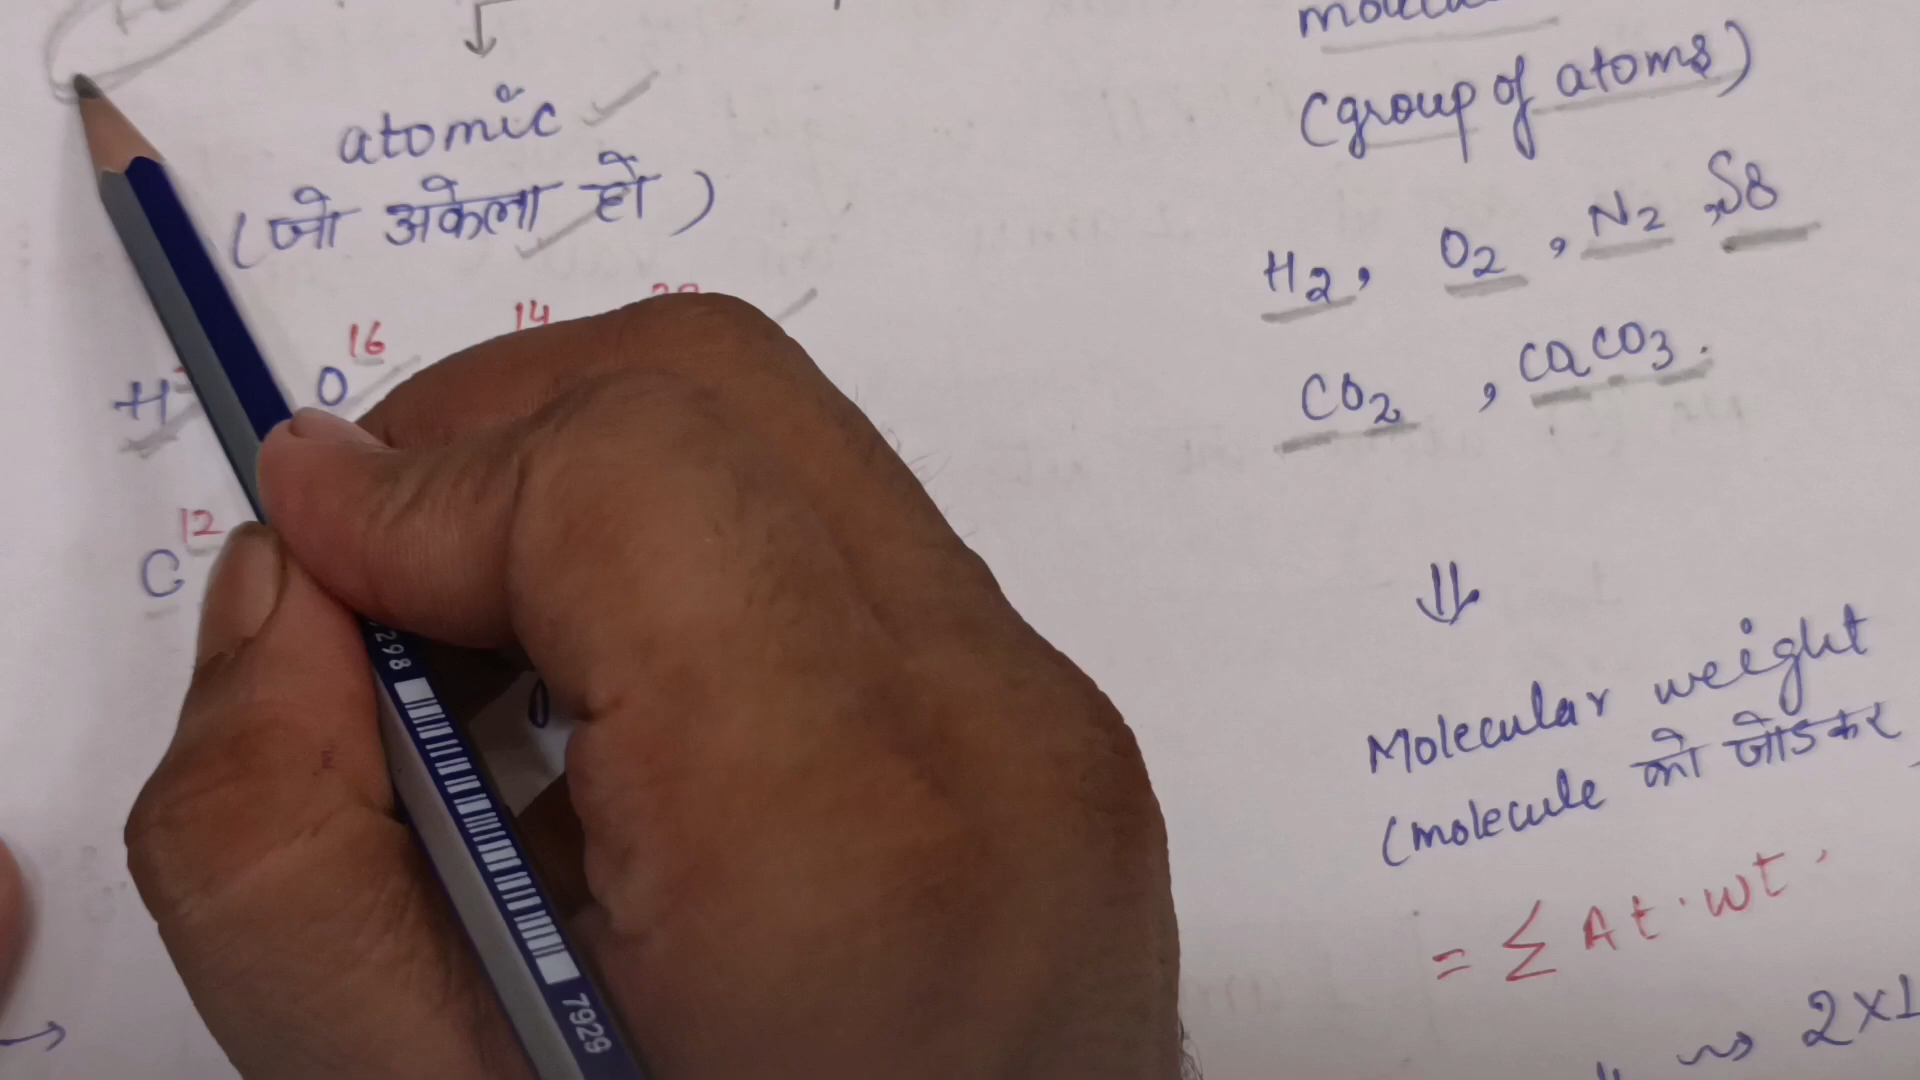 atomic
(जो अकेला हो)
14
H
O 16
C 12
(group of atoms)
H2, O2, N2, S8
CO2, CaCO3.
⇓
Molecular weight
(molecule को जोडकर
= Σ At. wt.
2x1
298
7929